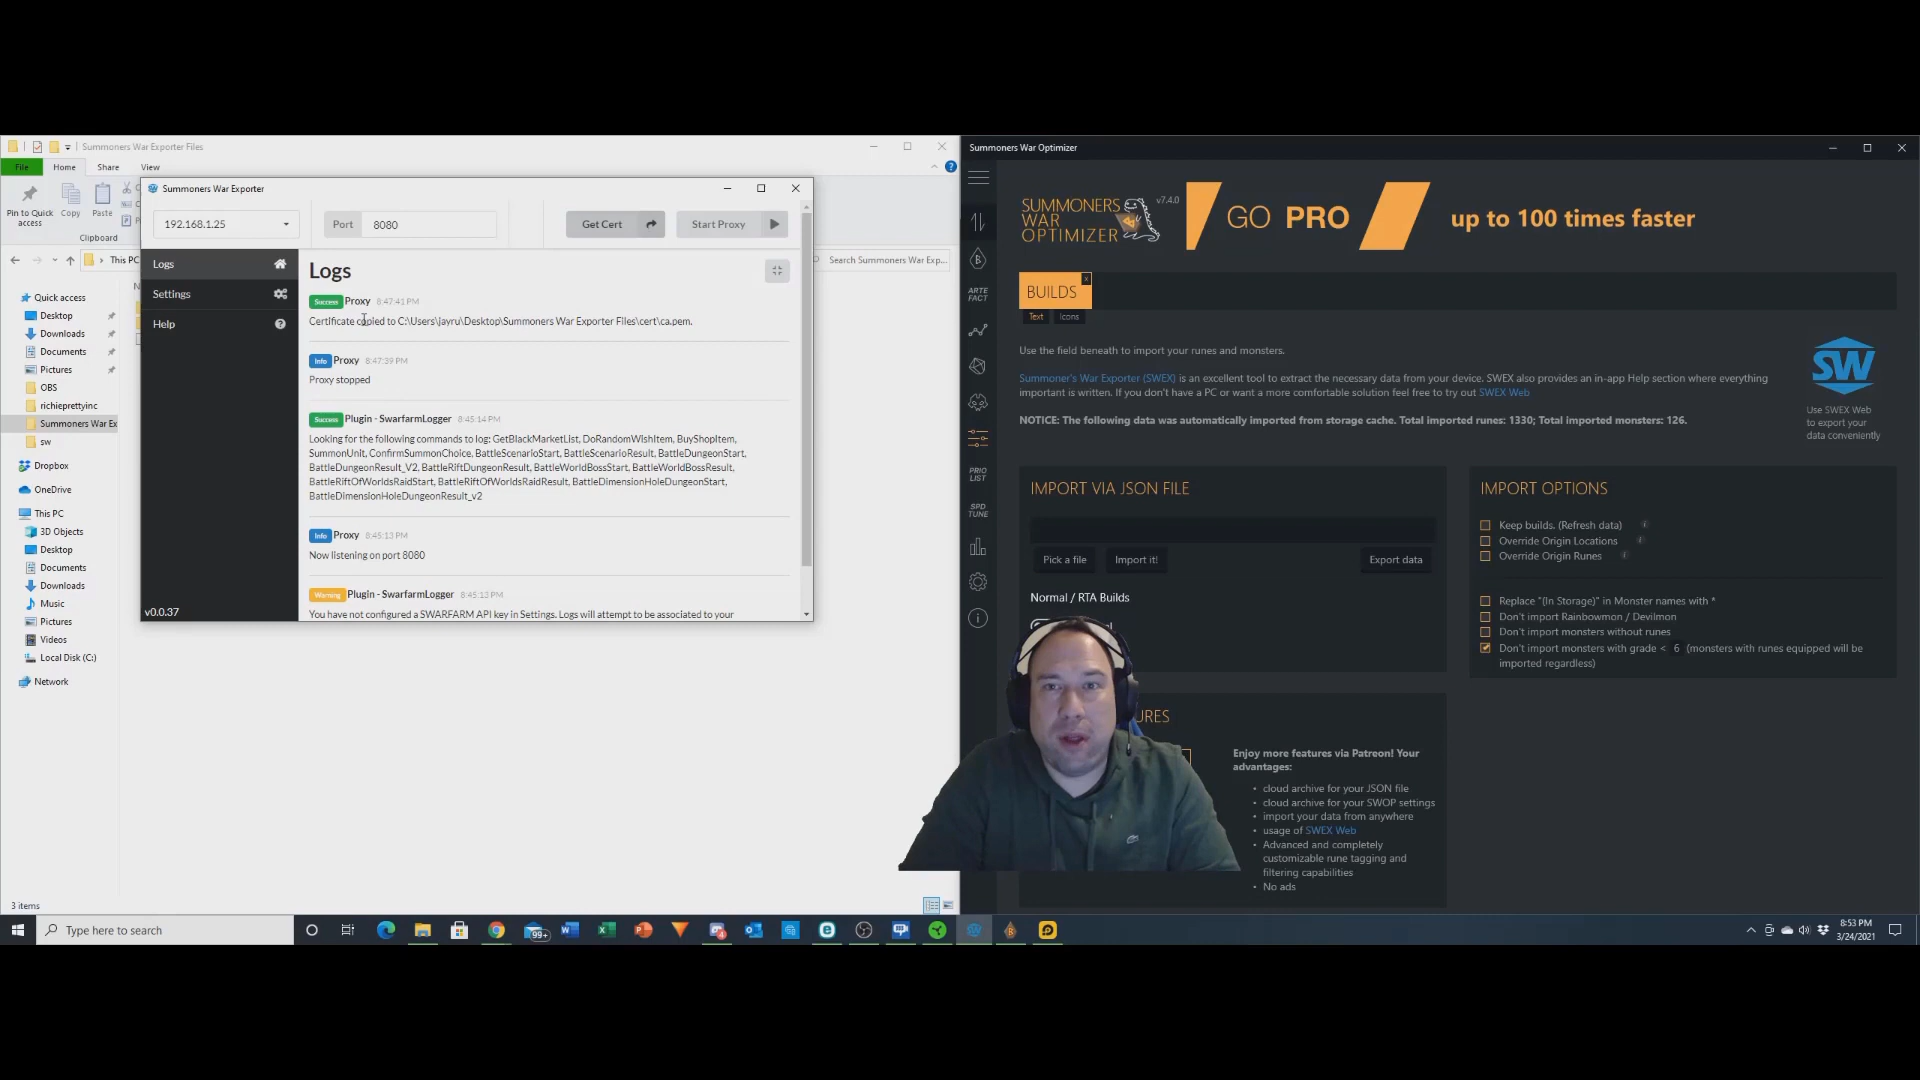 Summoners War Exporter Files
File
Home
Share
View
Pin to Quick access
Copy
Paste
Clipboard
This PC
Search Summoners War Exp...
Quick access
Desktop
Downloads
Documents
Pictures
OBS
richieprettyinc
Summoners War Ex
sw
Dropbox
OneDrive
This PC
3D Objects
Desktop
Documents
Downloads
Music
Pictures
Videos
Local Disk (C:)
Network
3 items
Summoners War Exporter
192.168.1.25
Port
8080
Get Cert
Start Proxy
Logs
Settings
Help
v0.0.37
Logs
Success Proxy 8:47:41 PM
Certificate copied to C:\Users\jayru\Desktop\Summoners War Exporter Files\cert\ca.pem.
Info Proxy 8:47:39 PM
Proxy stopped
Success Plugin - SwarfarmLogger 8:45:14 PM
Looking for the following commands to log: GetBlackMarketList, DoRandomWishItem, BuyShopItem,
SummonUnit, ConfirmSummonChoice, BattleScenarioStart, BattleScenarioResult, BattleDungeonStart,
BattleDungeonResult_V2, BattleRiftDungeonResult, BattleWorldBossStart, BattleWorldBossResult,
BattleRiftOfWorldsRaidStart, BattleRiftOfWorldsRaidResult, BattleDimensionHoleDungeonStart,
BattleDimensionHoleDungeonResult_v2
Info Proxy 8:45:13 PM
Now listening on port 8080
Warning Plugin - SwarfarmLogger 8:45:13 PM
You have not configured a SWARFARM API key in Settings. Logs will attempt to be associated to your
Summoners War Optimizer
SUMMONERS
WAR
OPTIMIZER
v7.4.0
GO PRO
up to 100 times faster
ARTE FACT
PRIO LIST
SPD TUNE
BUILDS
x
Text
Icons
Use the field beneath to import your runes and monsters.
Summoner's War Exporter (SWEX) is an excellent tool to extract the necessary data from your device. SWEX also provides an in-app Help section where everything
important is written. If you don't have a PC or want a more comfortable solution feel free to try out SWEX Web
NOTICE: The following data was automatically imported from storage cache. Total imported runes: 1330; Total imported monsters: 126.
SW
Use SWEX Web
to export your
data conveniently
IMPORT VIA JSON FILE
Pick a file
Import it!
Export data
Normal / RTA Builds
IMPORT OPTIONS
Keep builds. (Refresh data) i
Override Origin Locations i
Override Origin Runes i
Replace "(In Storage)" in Monster names with *
Don't import Rainbowmon / Devilmon
Don't import monsters without runes
Don't import monsters with grade < 6 (monsters with runes equipped will be
imported regardless)
Enjoy more features via Patreon! Your
advantages:
• cloud archive for your JSON file
• cloud archive for your SWOP settings
• import your data from anywhere
• usage of SWEX Web
• Advanced and completely
customizable rune tagging and
filtering capabilities
• No ads
Type here to search
99+
8:53 PM
3/24/2021